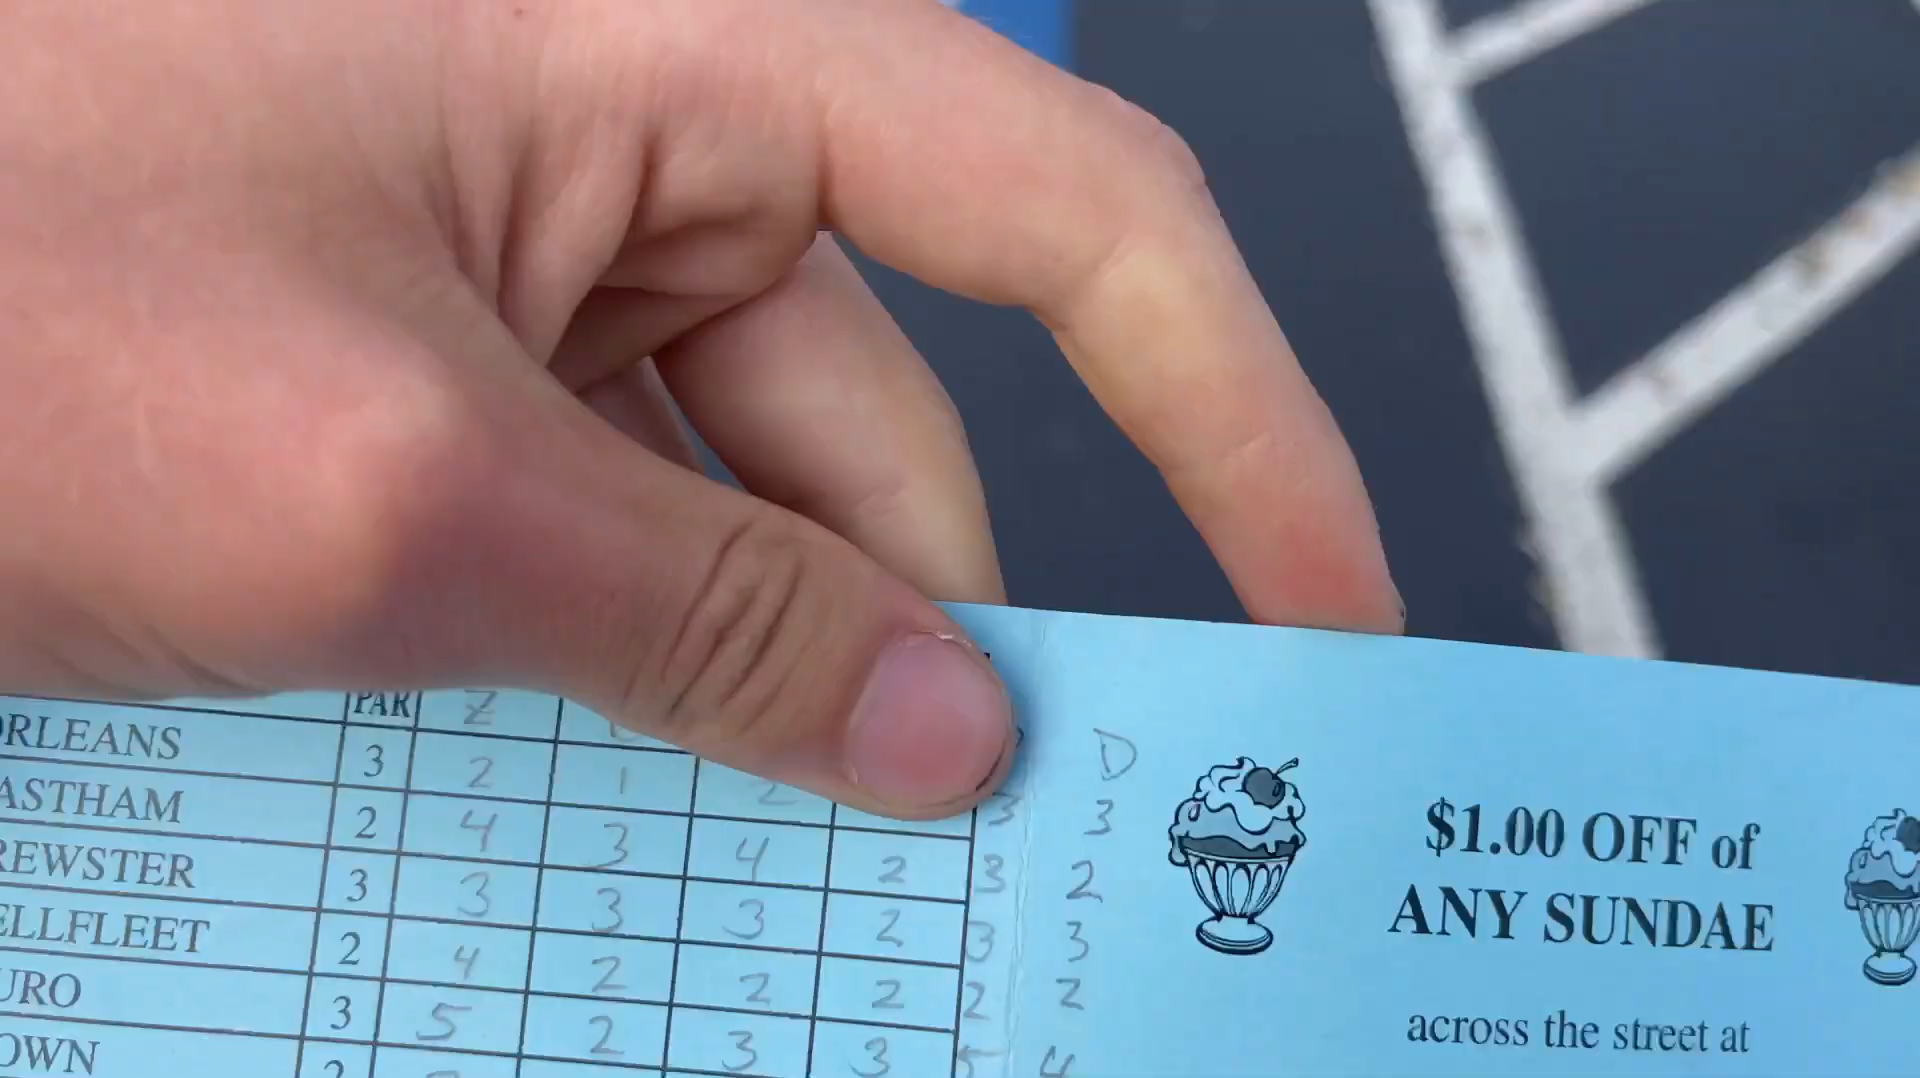 PAR Z
ORLEANS 3 2 1 2 3 3
ASTHAM 2 4 3 4 2 3 2
REWSTER 3 3 3 3 2 3 3
ELLFLEET 2 4 2 2 2 2 2
URO 3 5 2 3 3 5 4
OWN
D
$1.00 OFF of
ANY SUNDAE
across the street at